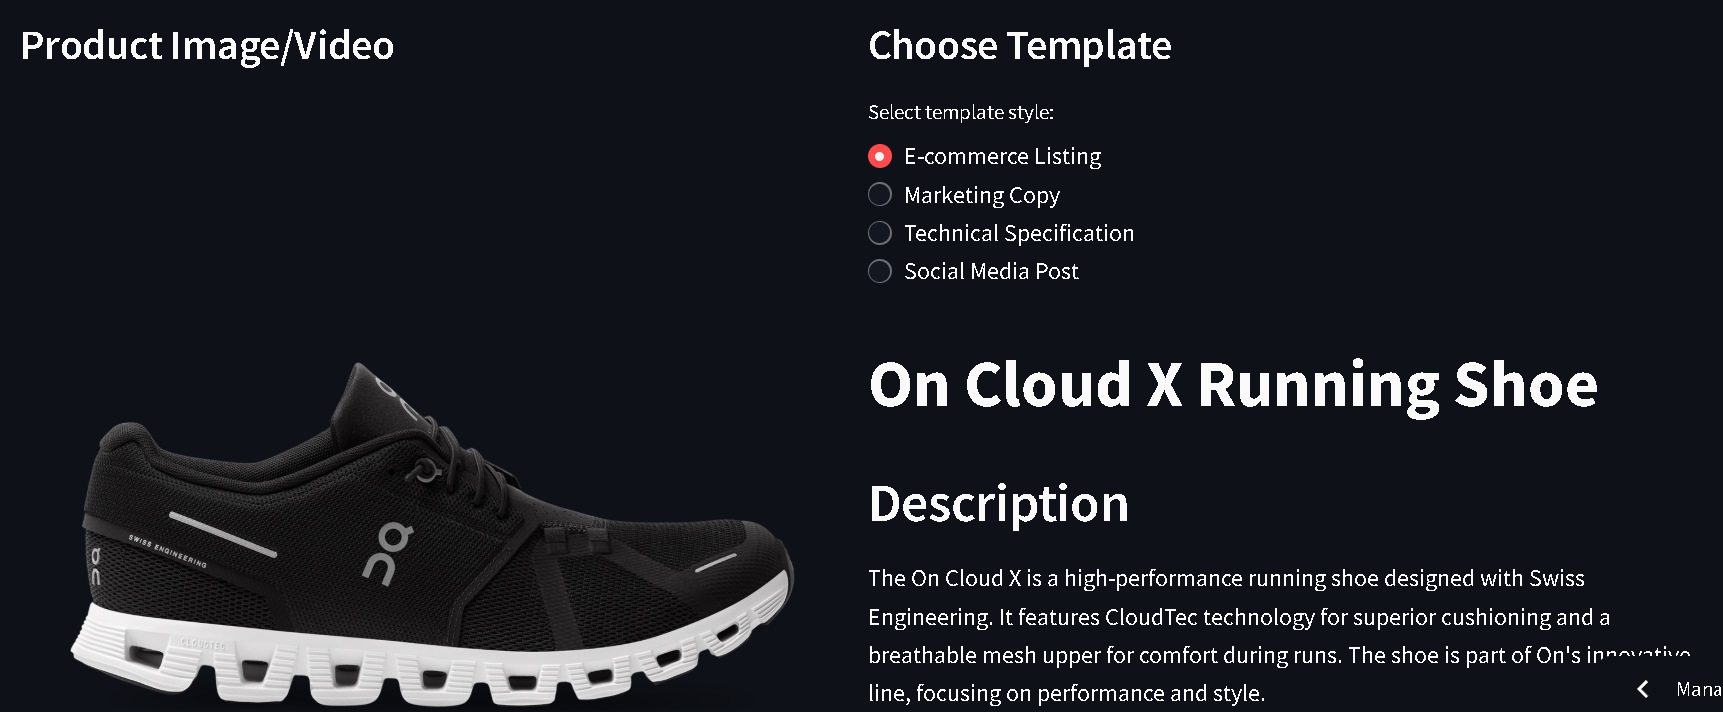 Product Image/Video
Choose Template
Select template style:
E-commerce Listing
Marketing Copy
Technical Specification
Social Media Post
On Cloud X Running Shoe
Description
The On Cloud X is a high-performance running shoe designed with Swiss
Engineering. It features CloudTec technology for superior cushioning and a
breathable mesh upper for comfort during runs. The shoe is part of On's innovative
line, focusing on performance and style.
Mana
SWISS ENGINEERING
CLOUDTEC